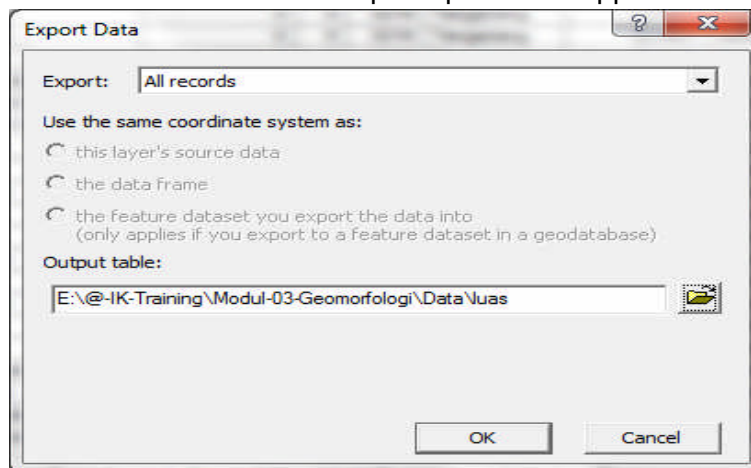 Export Data
Export: All records
Use the same coordinate system as:
this layer's source data
the data frame
the feature dataset you export the data into
(only applies if you export to a feature dataset in a geodatabase)
Output table:
E:\@-IK-Training\Modul-03-Geomorfologi\Data\luas
OK Cancel